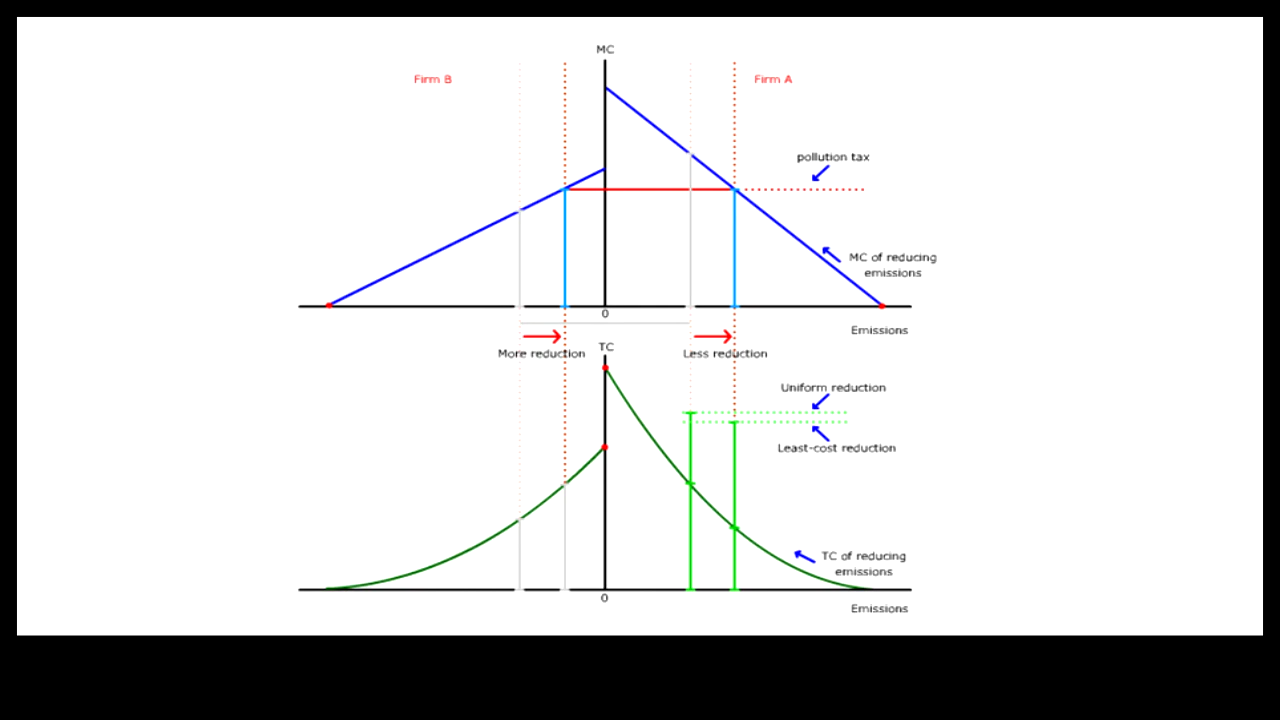 MC
Firm B
Firm A
pollution tax
MC of reducing
emissions
0
Emissions
More reduction
TC
Less reduction
Uniform reduction
Least-cost reduction
TC of reducing
emissions
0
Emissions